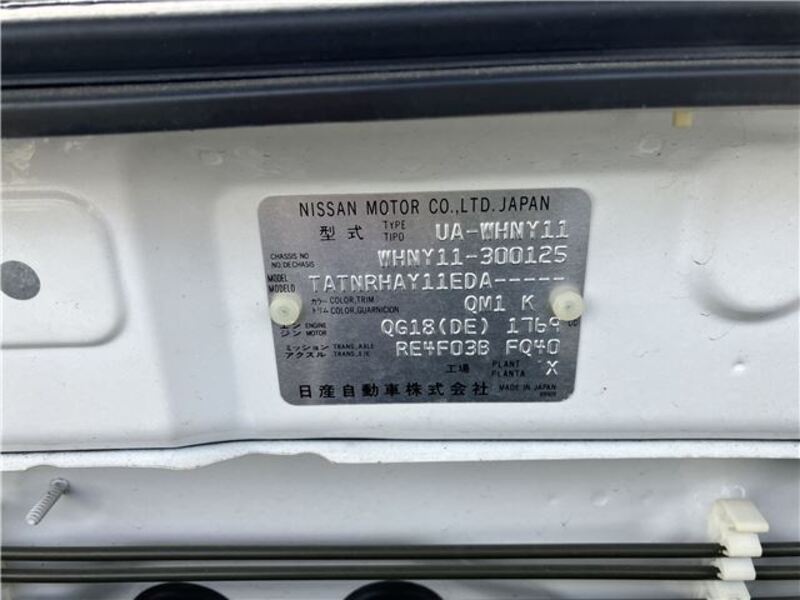 NISSAN MOTOR CO.,LTD. JAPAN
型式 TYPE TIPO UA-WHNY11
CHASSIS NO NO.DECHASIS WHNY11-300125
MODEL MODELO TATNRHAY11EDA-----
カラー COLOR,TRIM トリム COLOR,GUARNICION QM1 K
エンジン ENGINE MOTOR QG18(DE) 1769 cc
ミッション TRANS.,AXLE アクスル TRANS.,EJE RE4F03B FQ40
工場 PLANT PLANTA X
日産自動車株式会社 MADE IN JAPAN